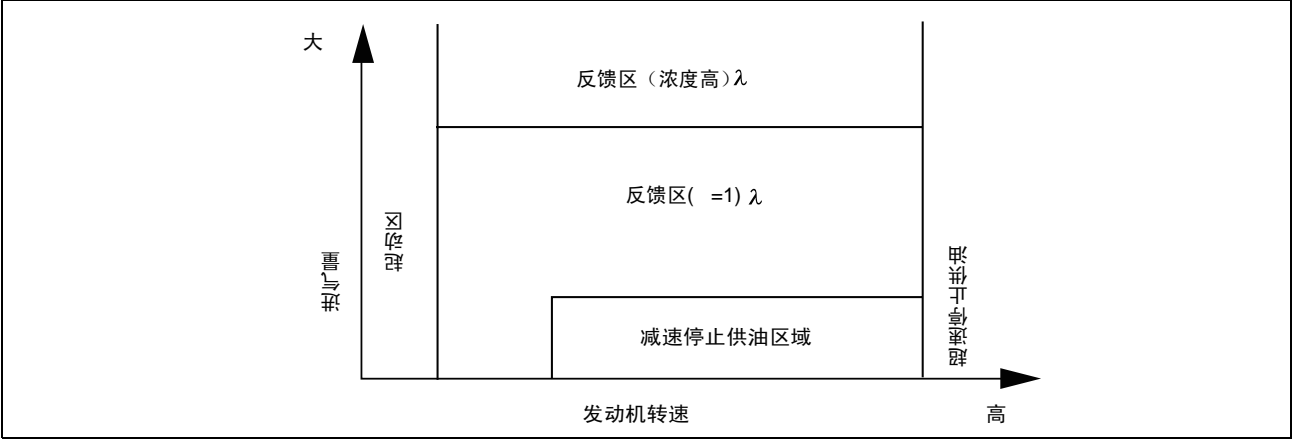 大
反馈区（浓度高）λ
反馈区( =1) λ
起动区
进气量
超速停止供油
减速停止供油区域
发动机转速
高